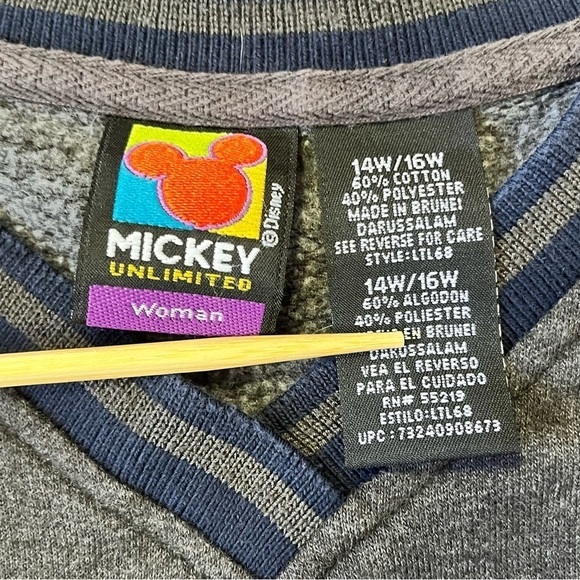 ©Disney
MICKEY
UNLIMITED
Woman
14W/16W
60% COTTON
40% POLYESTER
MADE IN BRUNEI
DARUSSALAM
SEE REVERSE FOR CARE
STYLE:LTL68
14W/16W
60% ALGODON
40% POLIESTER
EN BRUNEI
DARUSSALAM
VEA EL REVERSO
PARA EL CUIDADO
RN# 55219
ESTILO:LTL68
UPC:73240908673